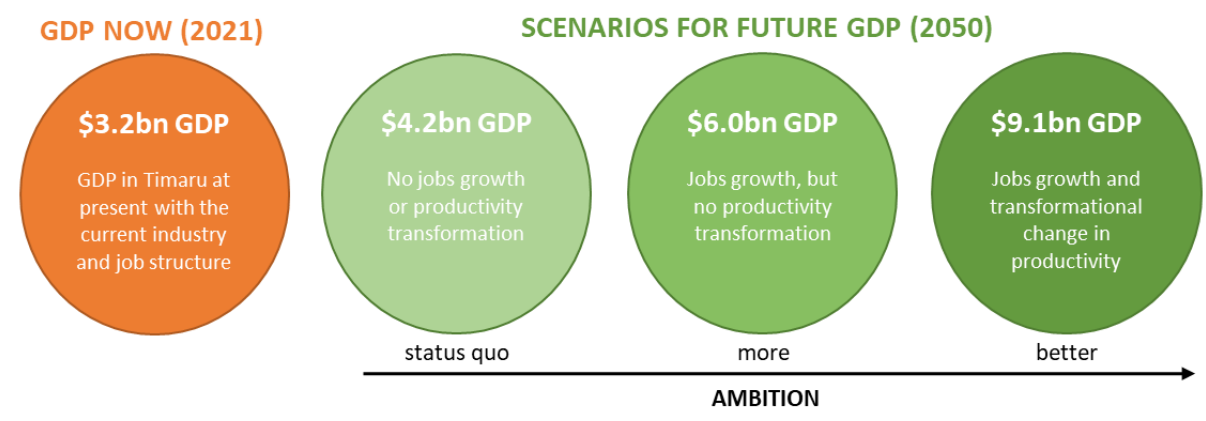 GDP NOW (2021)
SCENARIOS FOR FUTURE GDP (2050)
$3.2bn GDP
GDP in Timaru at
present with the
current industry
and job structure
$4.2bn GDP
No jobs growth
or productivity
transformation
$6.0bn GDP
Jobs growth, but
no productivity
transformation
$9.1bn GDP
Jobs growth and
transformational
change in
productivity
status quo
more
better
AMBITION